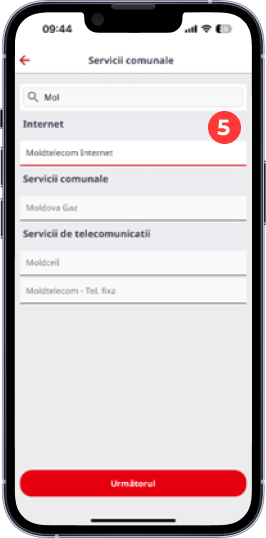 09:44
Servicii comunale
Mol
Internet
5
Moldtelecom Internet
Servicii comunale
Moldova Gaz
Servicii de telecomunicatii
Moldcell
Moldtelecom - Tel. fixa
Următorul